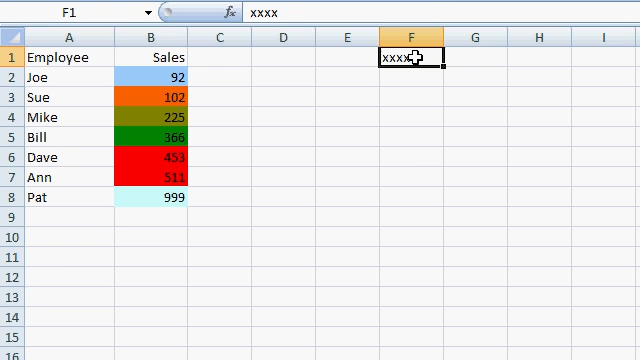 F1 fx xxxx
A B C D E F G H I
1 Employee Sales xxxx
2 Joe 92
3 Sue 102
4 Mike 225
5 Bill 366
6 Dave 453
7 Ann 511
8 Pat 999
9
10
11
12
13
14
15
16